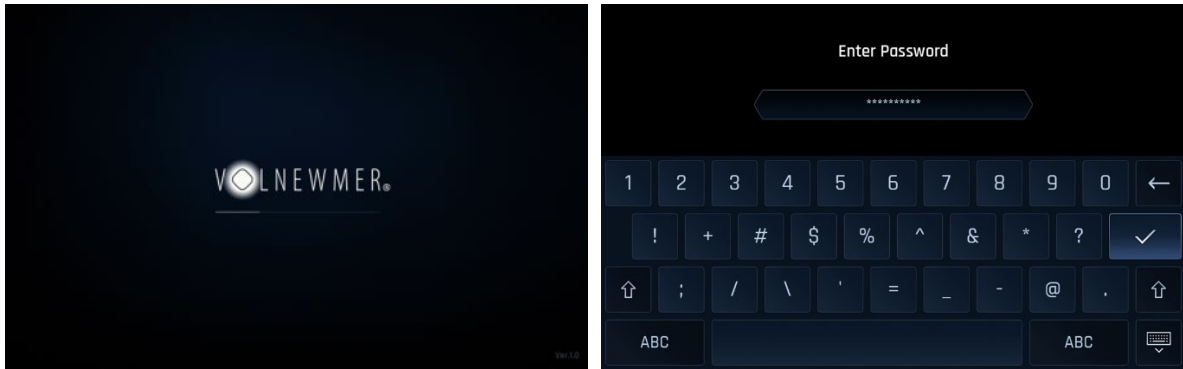 VOLNEWMER®
Ver.1.0
Enter Password
**********
1 2 3 4 5 6 7 8 9 0 ←
! + # $ % ^ & * ? ✓
⇧ ; / \ ' = _ - @ . ⇧
ABC ABC